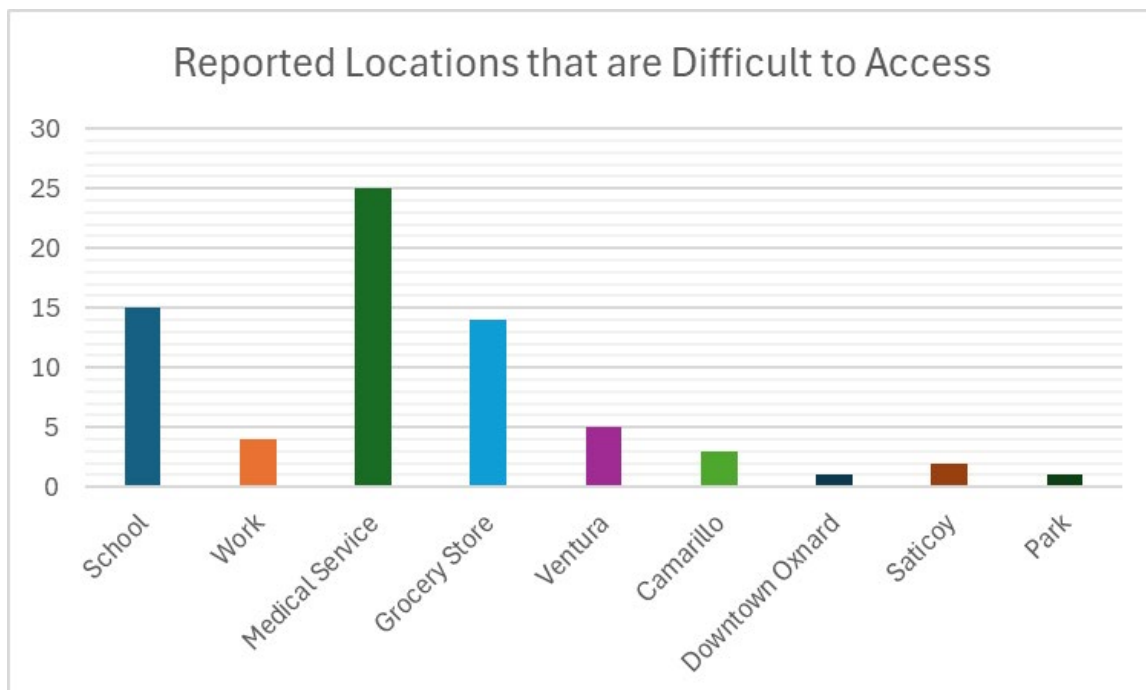 Reported Locations that are Difficult to Access
30
25
20
15
10
5
0
School
Work
Medical Service
Grocery Store
Ventura
Camarillo
Downtown Oxnard
Saticoy
Park